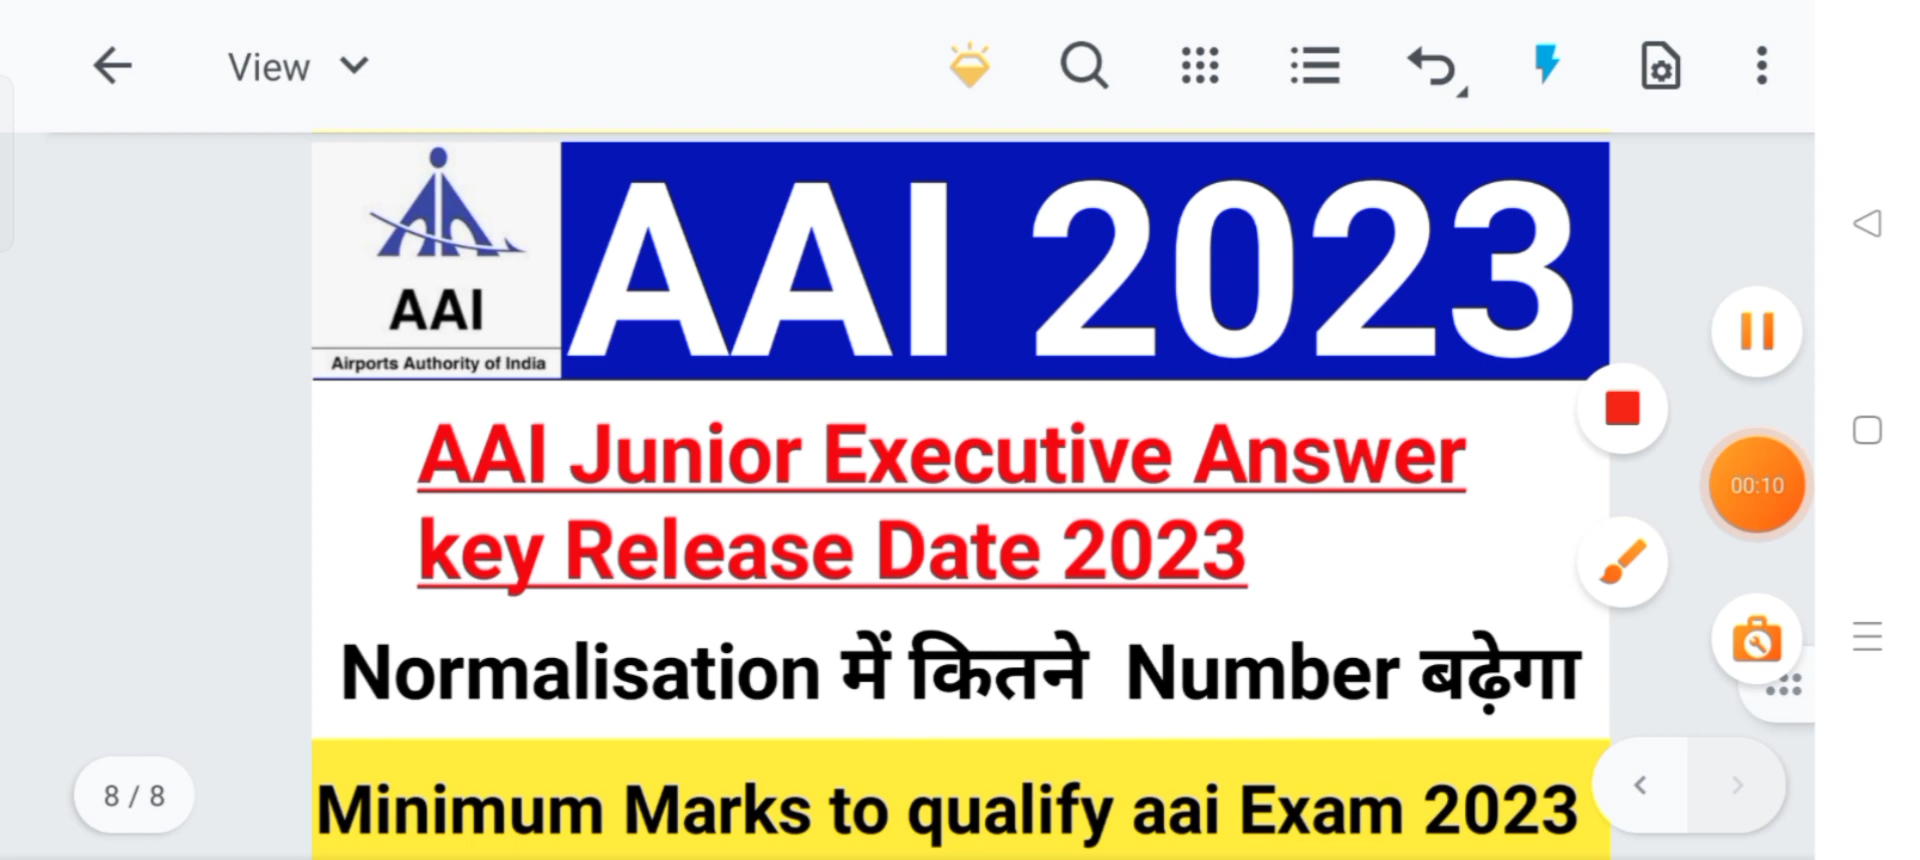 View
AAI
Airports Authority of India
AAI 2023
AAI Junior Executive Answer
key Release Date 2023
Normalisation में कितने Number बढ़ेगा
Minimum Marks to qualify aai Exam 2023
00:10
8 / 8